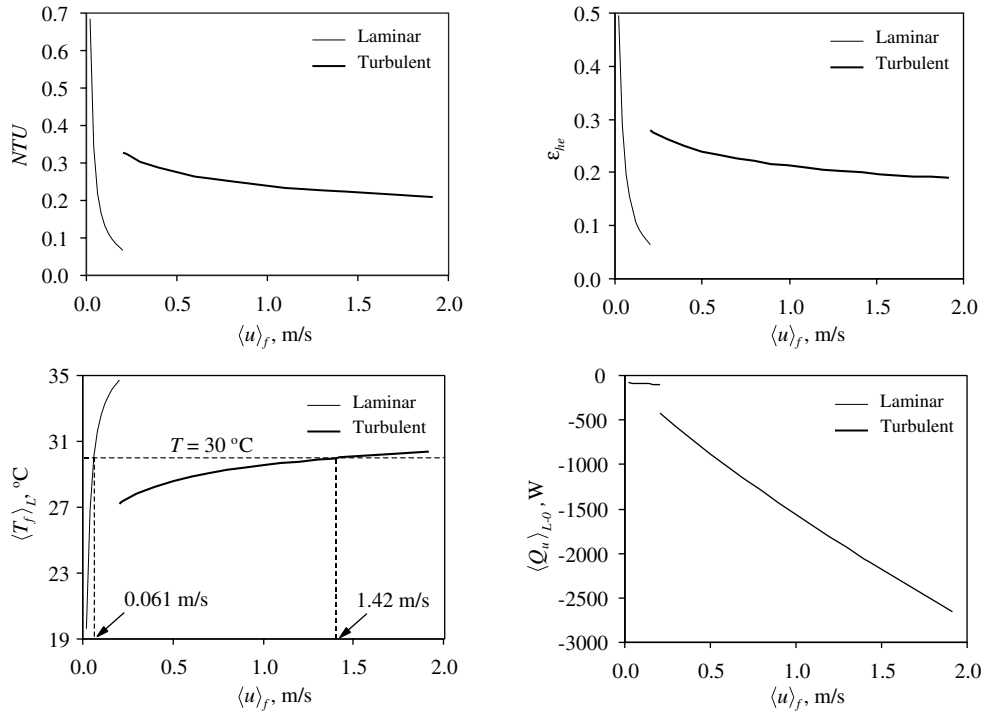 0.7
0.6
0.5
0.4
0.3
0.2
0.1
0.0
NTU
Laminar
Turbulent
0.0 0.5 1.0 1.5 2.0
⟨u⟩f, m/s
0.5
0.4
0.3
0.2
0.1
0.0
εhe
Laminar
Turbulent
0.0 0.5 1.0 1.5 2.0
⟨u⟩f, m/s
35
31
27
23
19
⟨Tf⟩L, °C
Laminar
Turbulent
T = 30 °C
0.061 m/s
1.42 m/s
0.0 0.5 1.0 1.5 2.0
⟨u⟩f, m/s
0
-500
-1000
-1500
-2000
-2500
-3000
⟨Qu⟩L-0, W
Laminar
Turbulent
0.0 0.5 1.0 1.5 2.0
⟨u⟩f, m/s